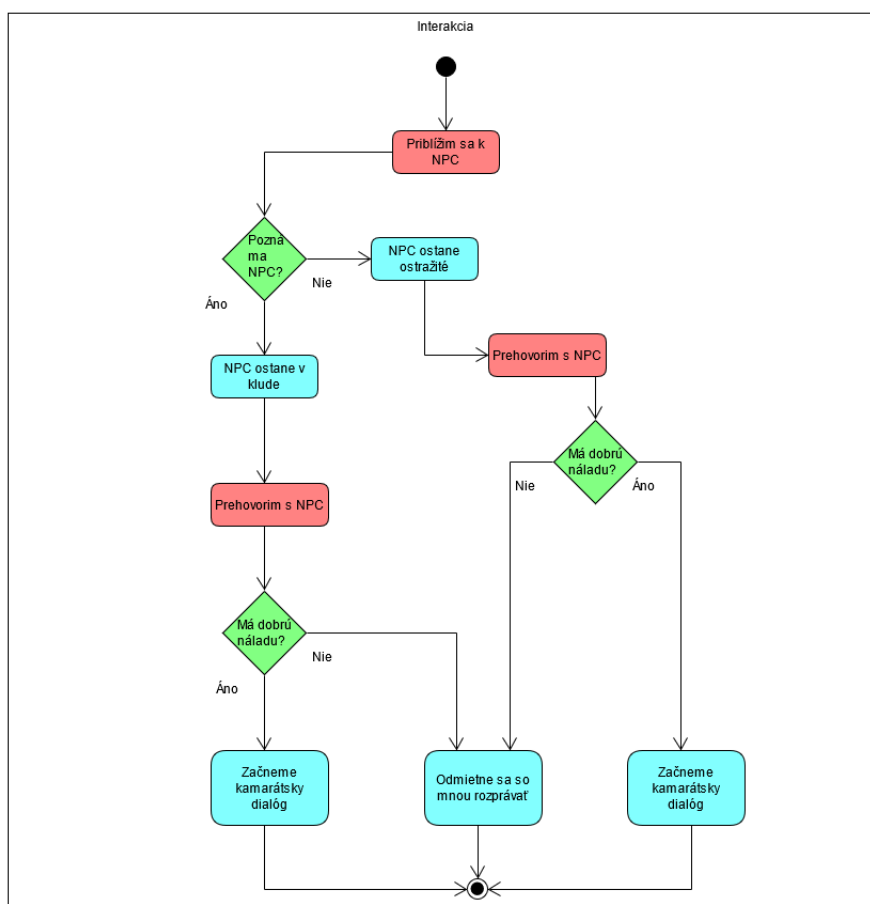 Interakcia
Priblížim sa k
NPC
Pozná
ma
NPC?
Nie
Áno
NPC ostane
ostražité
NPC ostane v
klude
Prehovorim s NPC
Má dobrú
náladu?
Nie
Áno
Prehovorim s NPC
Má dobrú
náladu?
Nie
Áno
Začneme
kamarátsky
dialóg
Odmietne sa so
mnou rozprávať
Začneme
kamarátsky
dialóg